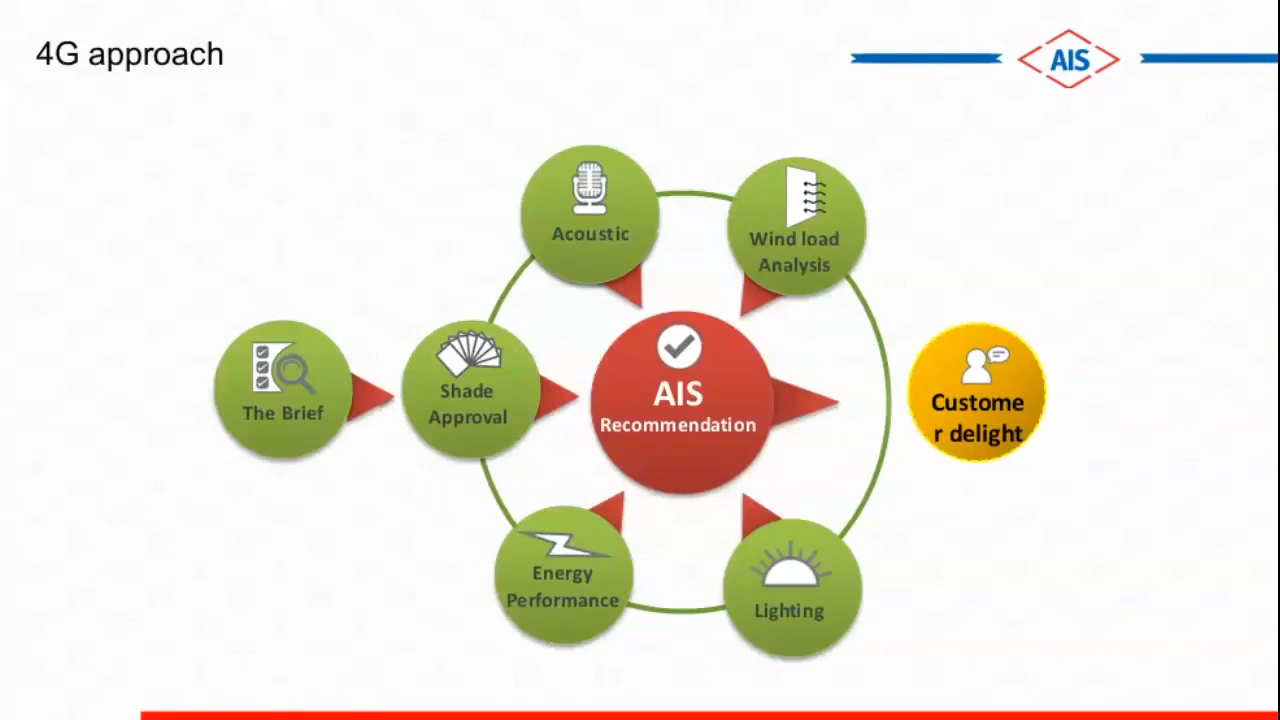 4G approach
AIS
Acoustic
Wind load
Analysis
The Brief
Shade
Approval
AIS
Recommendation
Custome
r delight
Energy
Performance
Lighting